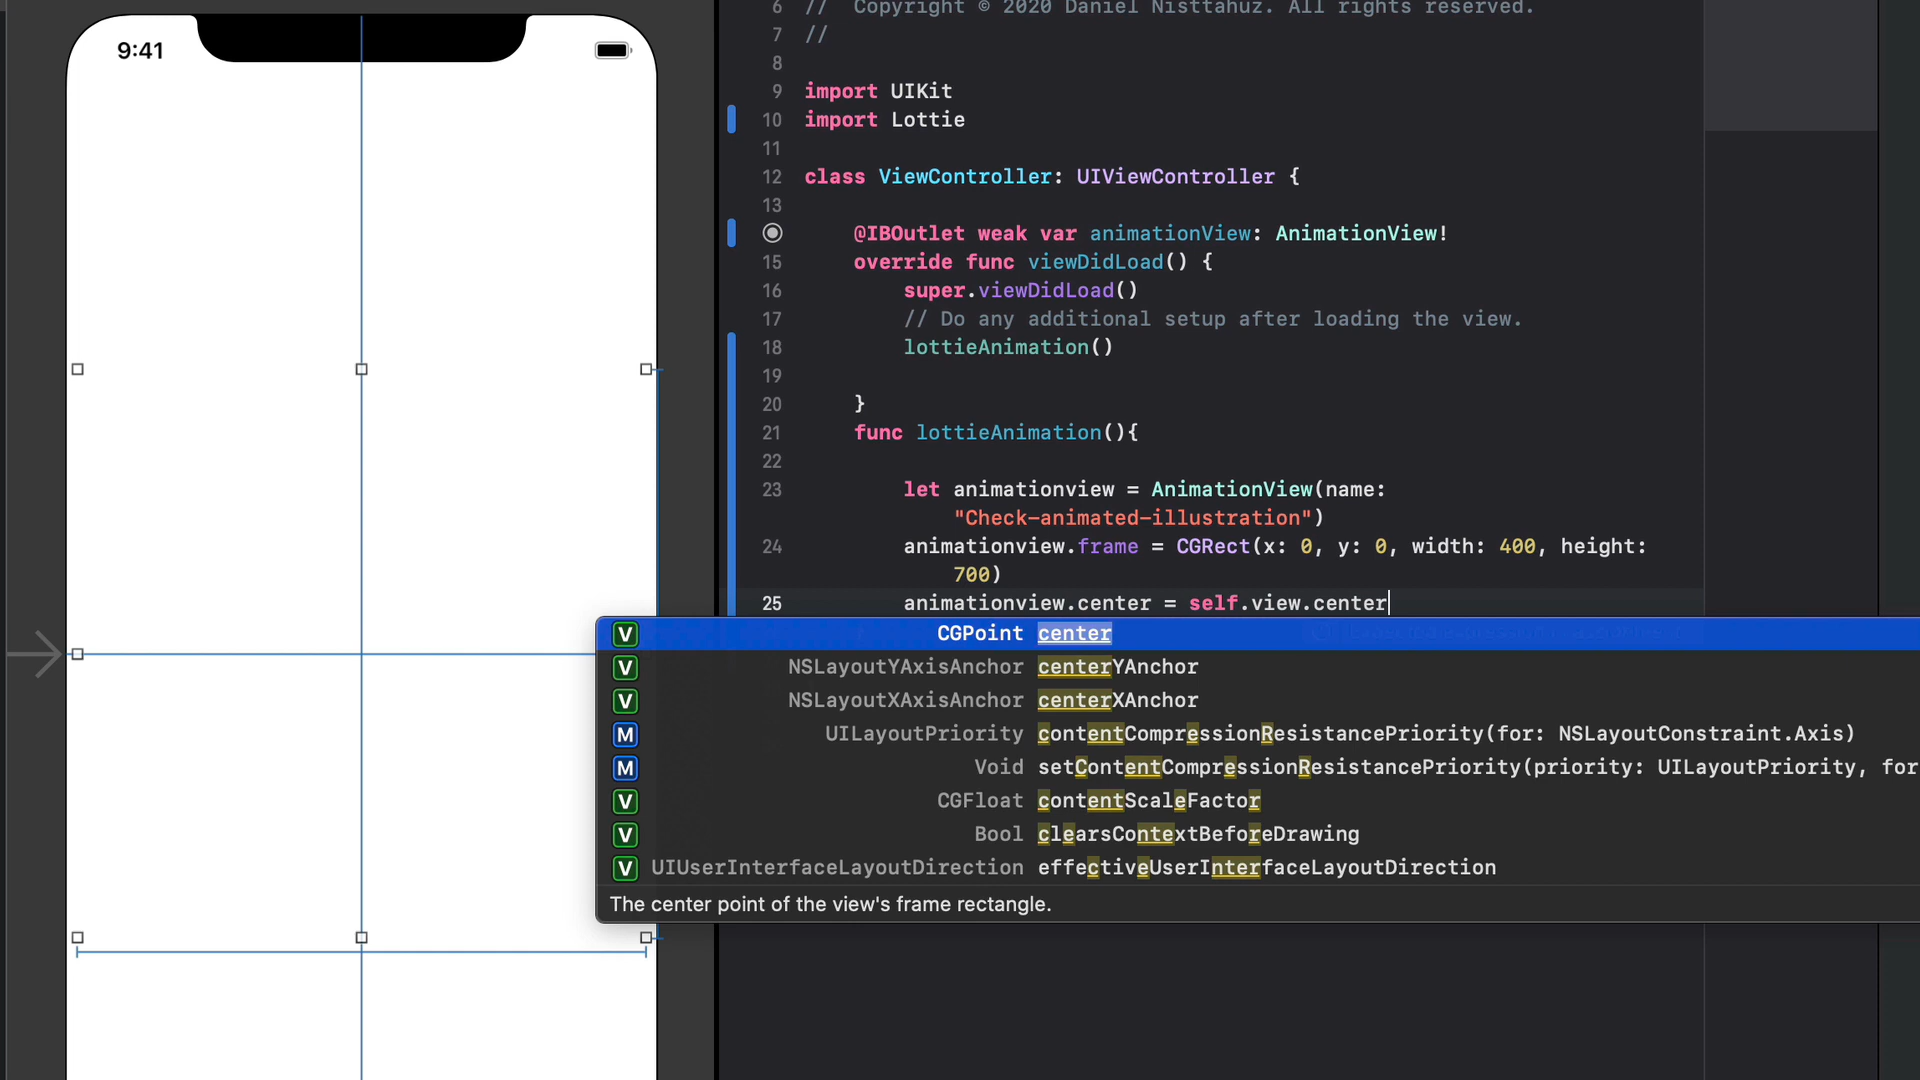 9:41
6 // Copyright © 2020 Daniel Nisttahuz. All rights reserved.
7 //
8
9 import UIKit
10 import Lottie
11
12 class ViewController: UIViewController {
13
@IBOutlet weak var animationView: AnimationView!
15 override func viewDidLoad() {
16 super.viewDidLoad()
17 // Do any additional setup after loading the view.
18 lottieAnimation()
19
20 }
21 func lottieAnimation(){
22
23 let animationview = AnimationView(name:
"Check-animated-illustration")
24 animationview.frame = CGRect(x: 0, y: 0, width: 400, height:
700)
25 animationview.center = self.view.center
V CGPoint center
V NSLayoutYAxisAnchor centerYAnchor
V NSLayoutXAxisAnchor centerXAnchor
M UILayoutPriority contentCompressionResistancePriority(for: NSLayoutConstraint.Axis)
M Void setContentCompressionResistancePriority(priority: UILayoutPriority, for
V CGFloat contentScaleFactor
V Bool clearsContextBeforeDrawing
V UIUserInterfaceLayoutDirection effectiveUserInterfaceLayoutDirection
The center point of the view's frame rectangle.